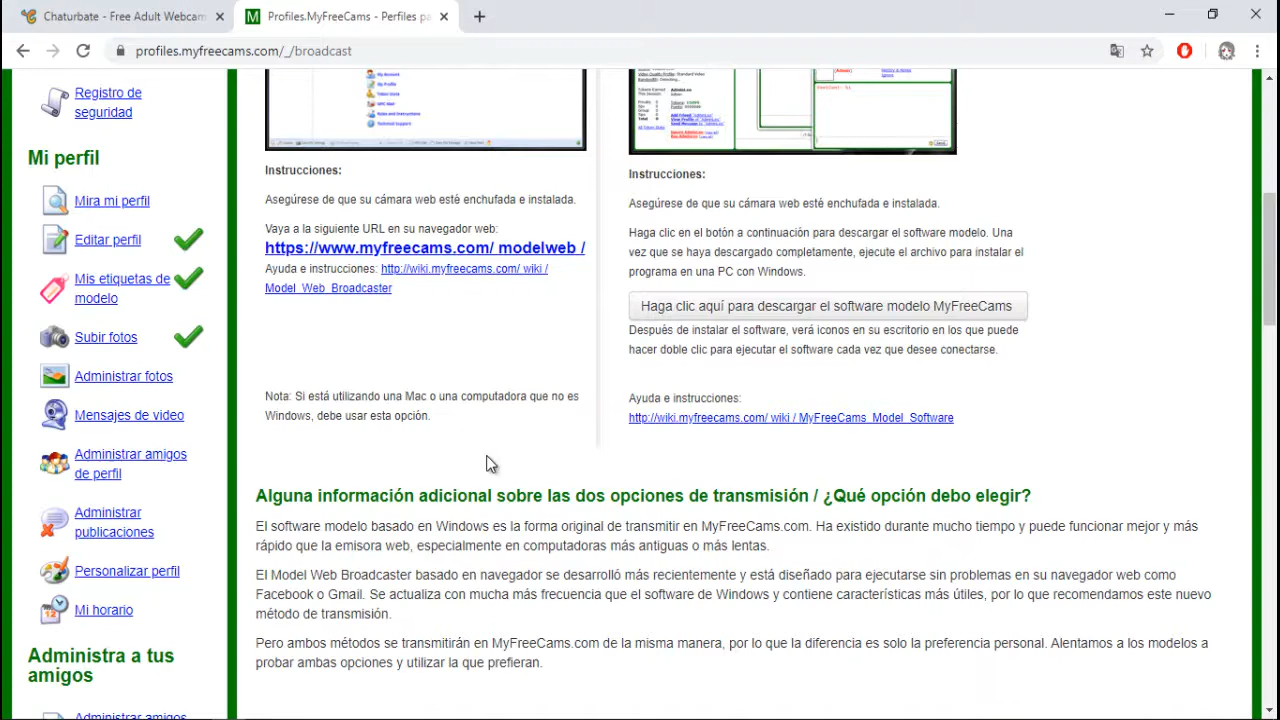 Chaturbate - Free Adult Webcam
Profiles.MyFreeCams - Perfiles pa
profiles.myfreecams.com/_/broadcast
Registro de
seguridad
Mi perfil
Mira mi perfil
Editar perfil
Mis etiquetas de
modelo
Subir fotos
Administrar fotos
Mensajes de video
Administrar amigos
de perfil
Administrar
publicaciones
Personalizar perfil
Mi horario
Administra a tus
amigos
Administrar amigos
My Account
My Profile
Rules and Instructions
Technical Support
Instrucciones:
Asegúrese de que su cámara web esté enchufada e instalada.
Vaya a la siguiente URL en su navegador web:
https://www.myfreecams.com/ modelweb /
Ayuda e instrucciones: http://wiki.myfreecams.com/ wiki /
Model_Web_Broadcaster
Nota: Si está utilizando una Mac o una computadora que no es
Windows, debe usar esta opción.
Instrucciones:
Asegúrese de que su cámara web esté enchufada e instalada.
Haga clic en el botón a continuación para descargar el software modelo. Una
vez que se haya descargado completamente, ejecute el archivo para instalar el
programa en una PC con Windows.
Haga clic aquí para descargar el software modelo MyFreeCams
Después de instalar el software, verá iconos en su escritorio en los que puede
hacer doble clic para ejecutar el software cada vez que desee conectarse.
Ayuda e instrucciones:
http://wiki.myfreecams.com/ wiki / MyFreeCams_Model_Software
Alguna información adicional sobre las dos opciones de transmisión / ¿Qué opción debo elegir?
El software modelo basado en Windows es la forma original de transmitir en MyFreeCams.com. Ha existido durante mucho tiempo y puede funcionar mejor y más
rápido que la emisora web, especialmente en computadoras más antiguas o más lentas.
El Model Web Broadcaster basado en navegador se desarrolló más recientemente y está diseñado para ejecutarse sin problemas en su navegador web como
Facebook o Gmail. Se actualiza con mucha más frecuencia que el software de Windows y contiene características más útiles, por lo que recomendamos este nuevo
método de transmisión.
Pero ambos métodos se transmitirán en MyFreeCams.com de la misma manera, por lo que la diferencia es solo la preferencia personal. Alentamos a los modelos a
probar ambas opciones y utilizar la que prefieran.